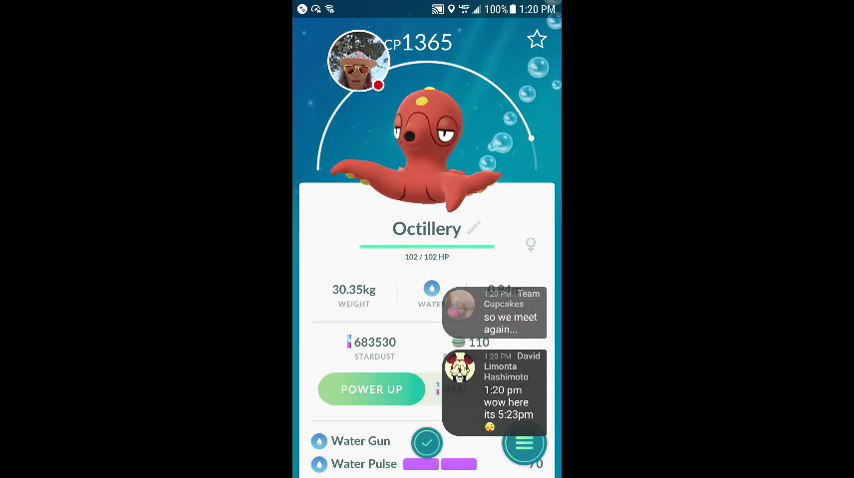 100% 1:20 PM
CP1365
Octillery
102 / 102 HP
30.35kg
WEIGHT
1:20 PM Team
Cupcakes
so we meet
again...
683530
110
STARDUST
1:20 PM David
Limonta
Hashimoto
1:20 pm
wow here
its 5:23pm
POWER UP
Water Gun
Water Pulse
70